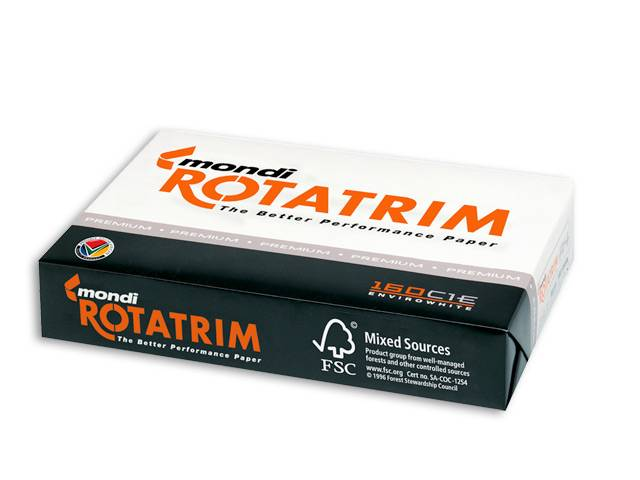 mondi
ROTATRIM
The Better Performance Paper
PREMIUM • PREMIUM • PREMIUM • PREMIUM • PREMIUM • PREMIUM
160CIE
ENVIROWHITE
mondi
ROTATRIM
The Better Performance Paper
FSC
©
Mixed Sources
Product group from well-managed
forests and other controlled sources
www.fsc.org Cert no. SA-COC-1254
© 1996 Forest Stewardship Council